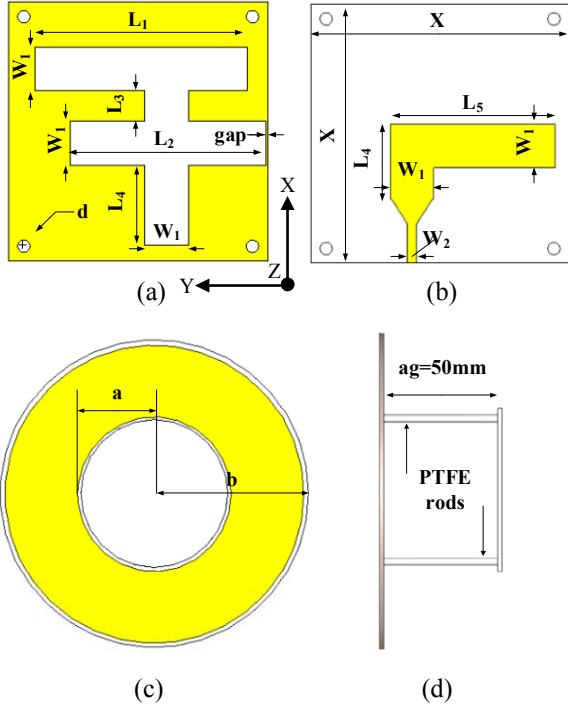 L1
W1
L3
W1
L2
gap
L4
W1
d
X
Y
Z
(a)
X
X
L5
L4
W1
W1
W2
(b)
a
b
(c)
ag=50mm
PTFE
rods
(d)